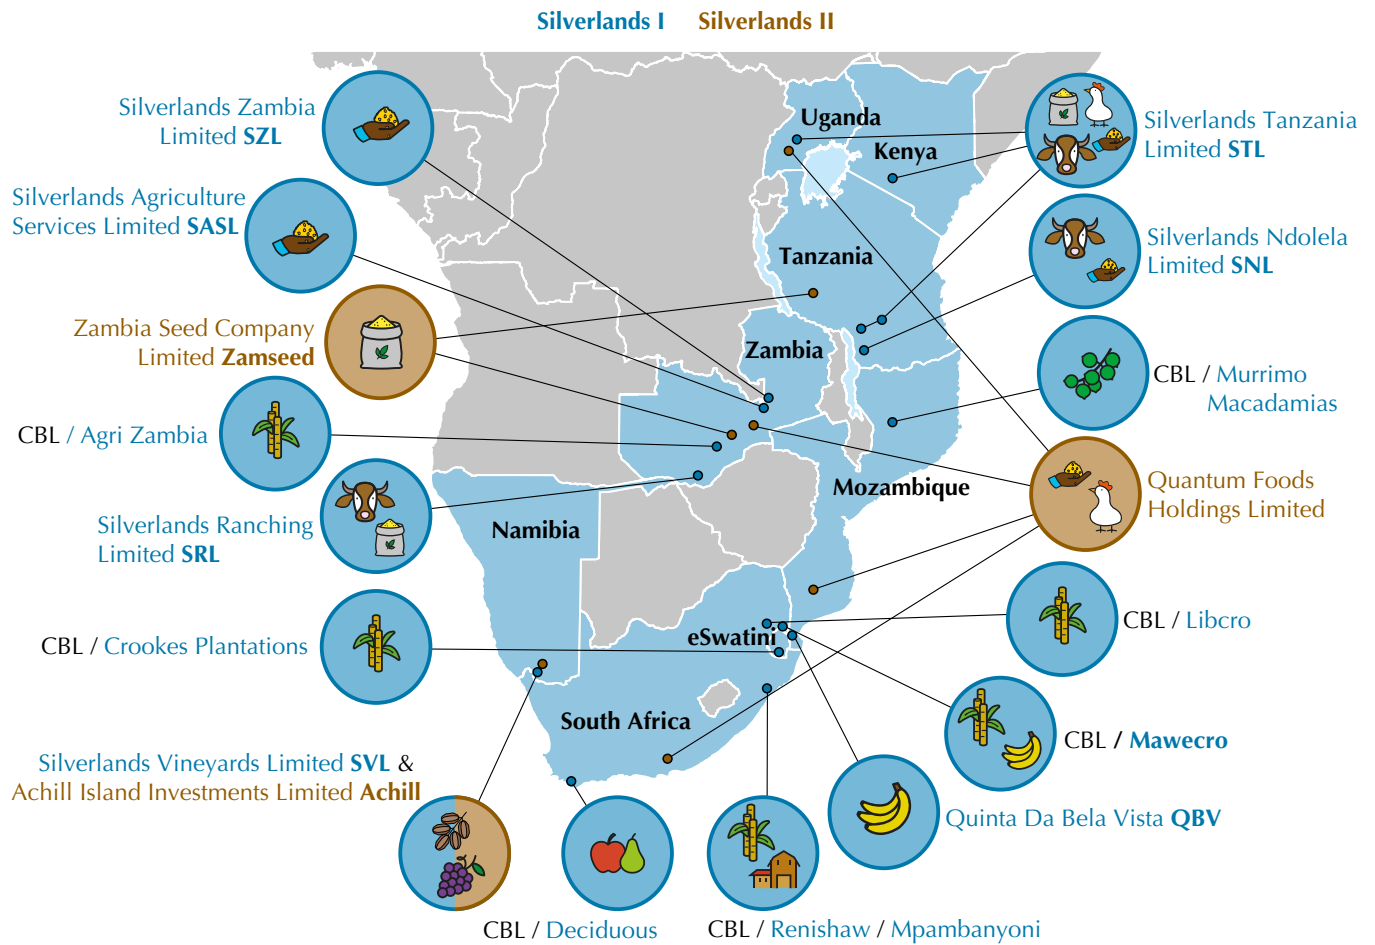 Silverlands I Silverlands II
Silverlands Zambia
Limited SZL
Silverlands Agriculture
Services Limited SASL
Zambia Seed Company
Limited Zamseed
CBL / Agri Zambia
Silverlands Ranching
Limited SRL
CBL / Crookes Plantations
Silverlands Vineyards Limited SVL &
Achill Island Investments Limited Achill
CBL / Deciduous
CBL / Renishaw / Mpambanyoni
Uganda
Kenya
Tanzania
Zambia
Mozambique
Namibia
eSwatini
South Africa
Silverlands Tanzania
Limited STL
Silverlands Ndolela
Limited SNL
CBL / Murrimo
Macadamias
Quantum Foods
Holdings Limited
CBL / Libcro
CBL / Mawecro
Quinta Da Bela Vista QBV